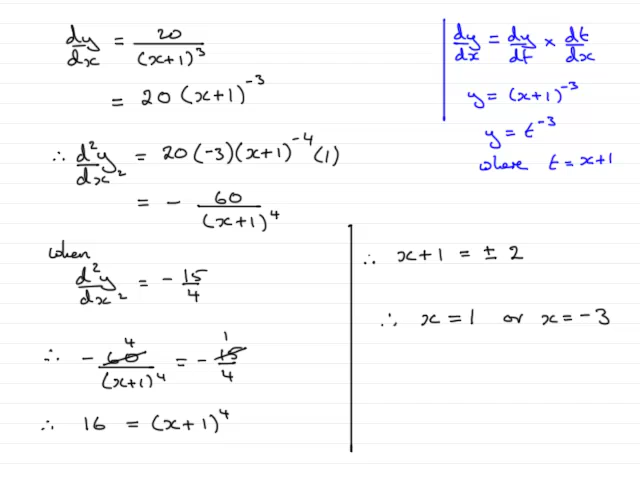 dy/dx = 20/(x+1)³
= 20(x+1)⁻³
∴ d²y/dx² = 20(-3)(x+1)⁻⁴(1)
= - 60/(x+1)⁴
when
d²y/dx² = - 15/4
∴ - 60/(x+1)⁴ = - 15/4
4 1
∴ 16 = (x+1)⁴
dy/dx = dy/dt × dt/dx
y = (x+1)⁻³
y = t⁻³
where t = x+1
∴ x+1 = ± 2
∴ x = 1 or x = -3